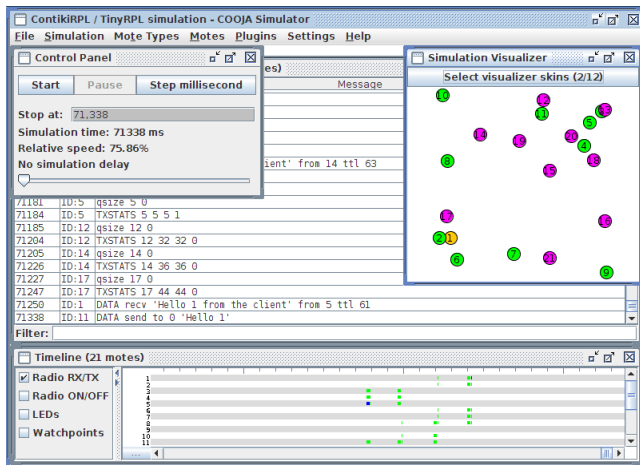 ContikiRPL / TinyRPL simulation - COOJA Simulator
File Simulation Mote Types Motes Plugins Settings Help
Control Panel
Start Pause Step millisecond
Stop at: 71,338
Simulation time: 71338 ms
Relative speed: 75.86%
No simulation delay
es)
Message
ient' from 14 ttl 63
71181 ID:5 qsize 5 0
71184 ID:5 TXSTATS 5 5 5 1
71185 ID:12 qsize 12 0
71204 ID:12 TXSTATS 12 32 32 0
71205 ID:14 qsize 14 0
71226 ID:14 TXSTATS 14 36 36 0
71227 ID:17 qsize 17 0
71247 ID:17 TXSTATS 17 44 44 0
71250 ID:1 DATA recv 'Hello 1 from the client' from 5 ttl 61
71338 ID:11 DATA send to 0 'Hello 1'
Filter:
Simulation Visualizer
Select visualizer skins (2/12)
10
12
11
5
14
19
20
4
8
18
15
17
16
2 1
6
7
21
9
Timeline (21 motes)
Radio RX/TX
Radio ON/OFF
LEDs
Watchpoints
...
1
2
3
4
5
6
7
8
9
10
11